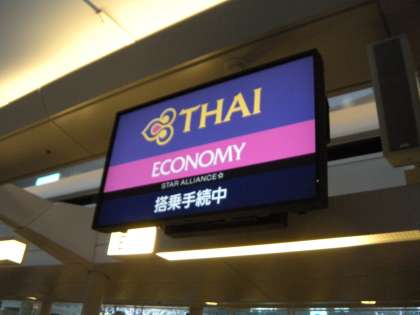 THAI
ECONOMY
STAR ALLIANCE
搭乗手続中